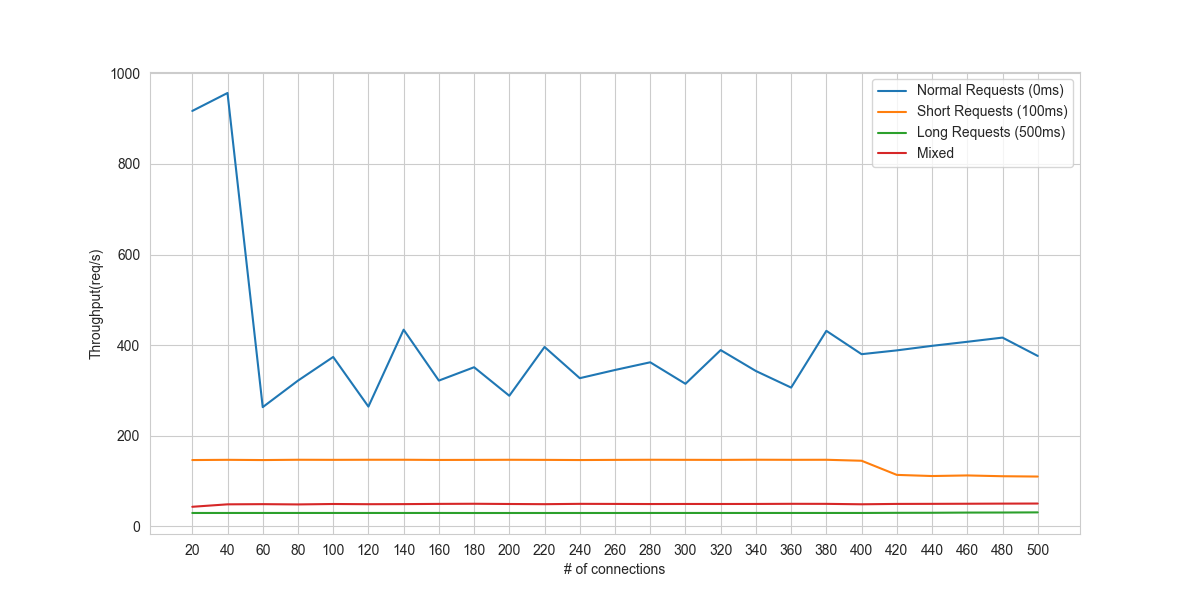 1000
800
600
400
200
0
Throughput(req/s)
Normal Requests (0ms)
Short Requests (100ms)
Long Requests (500ms)
Mixed
20 40 60 80 100 120 140 160 180 200 220 240 260 280 300 320 340 360 380 400 420 440 460 480 500
# of connections